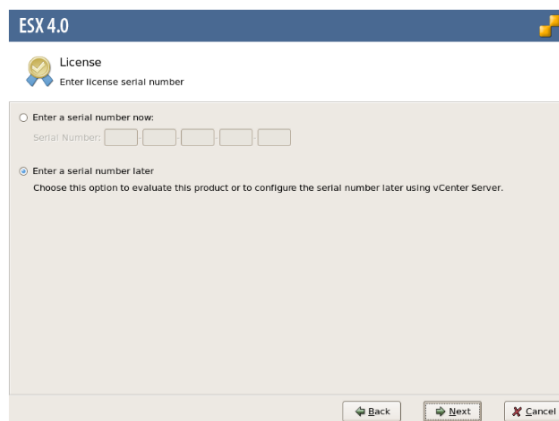 ESX 4.0
License
Enter license serial number
Enter a serial number now:
Serial Number:
Enter a serial number later
Choose this option to evaluate this product or to configure the serial number later using vCenter Server.
Back Next Cancel